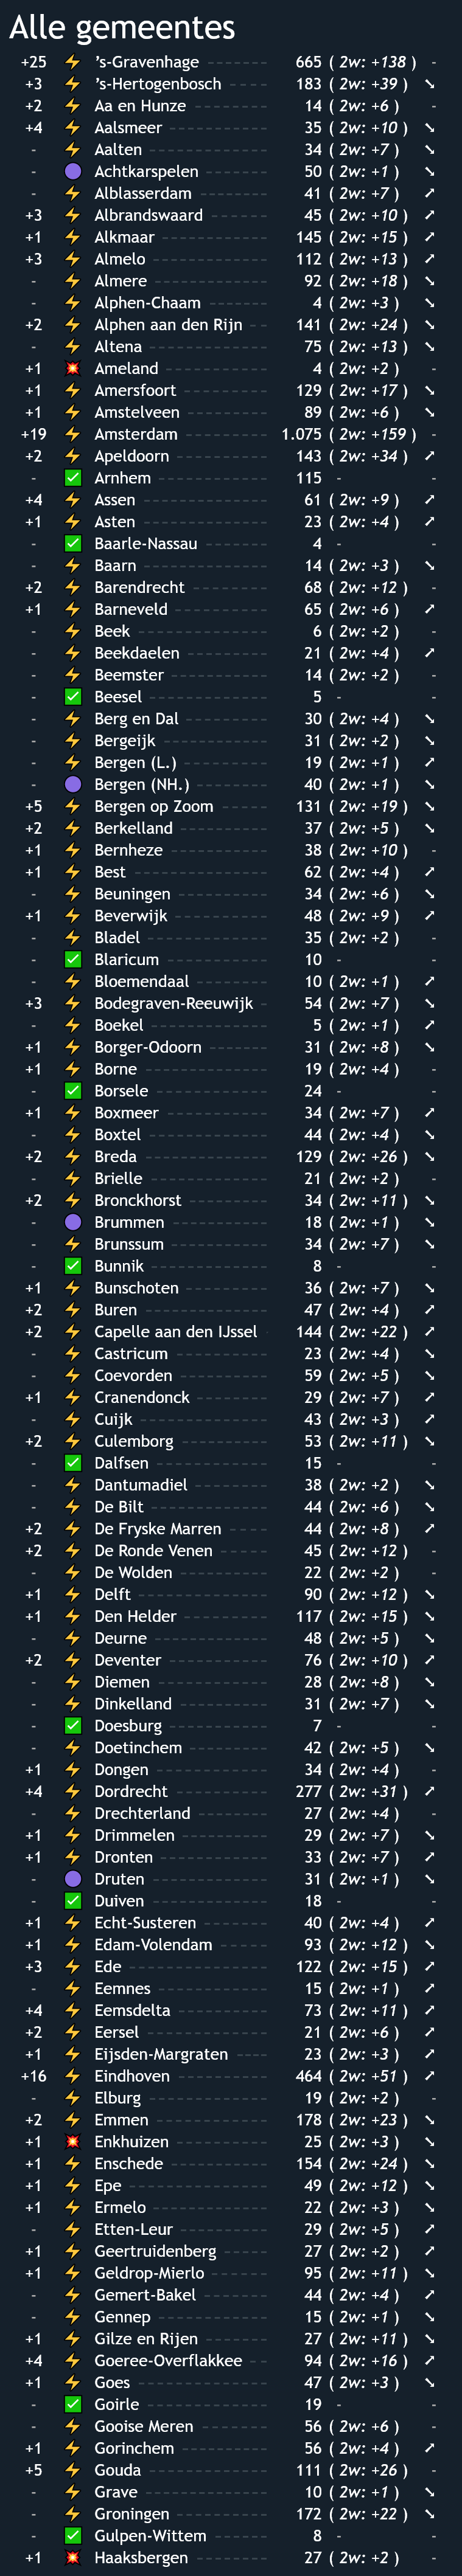 Alle gemeentes
+25 ⚡ ’s-Gravenhage 665 ( 2w: +138 ) -
+3 ⚡ ’s-Hertogenbosch 183 ( 2w: +39 ) ➘
+2 ⚡ Aa en Hunze 14 ( 2w: +6 ) -
+4 ⚡ Aalsmeer 35 ( 2w: +10 ) ➘
- ⚡ Aalten 34 ( 2w: +7 ) ➘
- 🟣 Achtkarspelen 50 ( 2w: +1 ) ➘
- ⚡ Alblasserdam 41 ( 2w: +7 ) ➚
+3 ⚡ Albrandswaard 45 ( 2w: +10 ) ➚
+1 ⚡ Alkmaar 145 ( 2w: +15 ) ➚
+3 ⚡ Almelo 112 ( 2w: +13 ) ➚
- ⚡ Almere 92 ( 2w: +18 ) ➘
- ⚡ Alphen-Chaam 4 ( 2w: +3 ) ➘
+2 ⚡ Alphen aan den Rijn 141 ( 2w: +24 ) ➘
- ⚡ Altena 75 ( 2w: +13 ) ➘
+1 💥 Ameland 4 ( 2w: +2 ) -
+1 ⚡ Amersfoort 129 ( 2w: +17 ) ➘
+1 ⚡ Amstelveen 89 ( 2w: +6 ) ➘
+19 ⚡ Amsterdam 1.075 ( 2w: +159 ) -
+2 ⚡ Apeldoorn 143 ( 2w: +34 ) ➚
- ✅ Arnhem 115 - -
+4 ⚡ Assen 61 ( 2w: +9 ) ➚
+1 ⚡ Asten 23 ( 2w: +4 ) ➚
- ✅ Baarle-Nassau 4 - -
- ⚡ Baarn 14 ( 2w: +3 ) ➘
+2 ⚡ Barendrecht 68 ( 2w: +12 ) -
+1 ⚡ Barneveld 65 ( 2w: +6 ) ➚
- ⚡ Beek 6 ( 2w: +2 ) -
- ⚡ Beekdaelen 21 ( 2w: +4 ) ➚
- ⚡ Beemster 14 ( 2w: +2 ) -
- ✅ Beesel 5 - -
- ⚡ Berg en Dal 30 ( 2w: +4 ) ➘
- ⚡ Bergeijk 31 ( 2w: +2 ) ➘
- ⚡ Bergen (L.) 19 ( 2w: +1 ) ➚
- 🟣 Bergen (NH.) 40 ( 2w: +1 ) ➘
+5 ⚡ Bergen op Zoom 131 ( 2w: +19 ) ➘
+2 ⚡ Berkelland 37 ( 2w: +5 ) ➘
+1 ⚡ Bernheze 38 ( 2w: +10 ) -
+1 ⚡ Best 62 ( 2w: +4 ) ➚
- ⚡ Beuningen 34 ( 2w: +6 ) ➘
+1 ⚡ Beverwijk 48 ( 2w: +9 ) ➚
- ⚡ Bladel 35 ( 2w: +2 ) -
- ✅ Blaricum 10 - -
- ⚡ Bloemendaal 10 ( 2w: +1 ) ➚
+3 ⚡ Bodegraven-Reeuwijk 54 ( 2w: +7 ) ➘
- ⚡ Boekel 5 ( 2w: +1 ) ➚
+1 ⚡ Borger-Odoorn 31 ( 2w: +8 ) ➘
+1 ⚡ Borne 19 ( 2w: +4 ) -
- ✅ Borsele 24 - -
+1 ⚡ Boxmeer 34 ( 2w: +7 ) ➚
- ⚡ Boxtel 44 ( 2w: +4 ) ➘
+2 ⚡ Breda 129 ( 2w: +26 ) ➘
- ⚡ Brielle 21 ( 2w: +2 ) -
+2 ⚡ Bronckhorst 34 ( 2w: +11 ) ➘
- 🟣 Brummen 18 ( 2w: +1 ) ➘
- ⚡ Brunssum 34 ( 2w: +7 ) ➘
- ✅ Bunnik 8 - -
+1 ⚡ Bunschoten 36 ( 2w: +7 ) ➘
+2 ⚡ Buren 47 ( 2w: +4 ) ➚
+2 ⚡ Capelle aan den IJssel 144 ( 2w: +22 ) ➚
- ⚡ Castricum 23 ( 2w: +4 ) ➘
- ⚡ Coevorden 59 ( 2w: +5 ) ➘
+1 ⚡ Cranendonck 29 ( 2w: +7 ) ➚
- ⚡ Cuijk 43 ( 2w: +3 ) ➚
+2 ⚡ Culemborg 53 ( 2w: +11 ) ➘
- ✅ Dalfsen 15 - -
- ⚡ Dantumadiel 38 ( 2w: +2 ) ➘
- ⚡ De Bilt 44 ( 2w: +6 ) ➘
+2 ⚡ De Fryske Marren 44 ( 2w: +8 ) ➚
+2 ⚡ De Ronde Venen 45 ( 2w: +12 ) -
- ⚡ De Wolden 22 ( 2w: +2 ) -
+1 ⚡ Delft 90 ( 2w: +12 ) ➘
+1 ⚡ Den Helder 117 ( 2w: +15 ) ➘
- ⚡ Deurne 48 ( 2w: +5 ) ➘
+2 ⚡ Deventer 76 ( 2w: +10 ) ➚
- ⚡ Diemen 28 ( 2w: +8 ) ➘
- ⚡ Dinkelland 31 ( 2w: +7 ) ➘
- ✅ Doesburg 7 - -
- ⚡ Doetinchem 42 ( 2w: +5 ) ➘
+1 ⚡ Dongen 34 ( 2w: +4 ) -
+4 ⚡ Dordrecht 277 ( 2w: +31 ) ➚
- ⚡ Drechterland 27 ( 2w: +4 ) -
+1 ⚡ Drimmelen 29 ( 2w: +7 ) ➘
+1 ⚡ Dronten 33 ( 2w: +7 ) ➚
- 🟣 Druten 31 ( 2w: +1 ) ➘
- ✅ Duiven 18 - -
+1 ⚡ Echt-Susteren 40 ( 2w: +4 ) ➚
+1 ⚡ Edam-Volendam 93 ( 2w: +12 ) ➘
+3 ⚡ Ede 122 ( 2w: +15 ) ➚
- ⚡ Eemnes 15 ( 2w: +1 ) ➚
+4 ⚡ Eemsdelta 73 ( 2w: +11 ) ➚
+2 ⚡ Eersel 21 ( 2w: +6 ) ➚
+1 ⚡ Eijsden-Margraten 23 ( 2w: +3 ) ➚
+16 ⚡ Eindhoven 464 ( 2w: +51 ) ➚
- ⚡ Elburg 19 ( 2w: +2 ) -
+2 ⚡ Emmen 178 ( 2w: +23 ) ➘
+1 💥 Enkhuizen 25 ( 2w: +3 ) ➘
+1 ⚡ Enschede 154 ( 2w: +24 ) ➘
+1 ⚡ Epe 49 ( 2w: +12 ) ➘
+1 ⚡ Ermelo 22 ( 2w: +3 ) ➘
- ⚡ Etten-Leur 29 ( 2w: +5 ) ➚
+1 ⚡ Geertruidenberg 27 ( 2w: +2 ) ➚
+1 ⚡ Geldrop-Mierlo 95 ( 2w: +11 ) ➘
- ⚡ Gemert-Bakel 44 ( 2w: +4 ) ➚
- ⚡ Gennep 15 ( 2w: +1 ) ➘
+1 ⚡ Gilze en Rijen 27 ( 2w: +11 ) ➘
+4 ⚡ Goeree-Overflakkee 94 ( 2w: +16 ) ➚
+1 ⚡ Goes 47 ( 2w: +3 ) ➘
- ✅ Goirle 19 - -
- ⚡ Gooise Meren 56 ( 2w: +6 ) -
+1 ⚡ Gorinchem 56 ( 2w: +4 ) ➚
+5 ⚡ Gouda 111 ( 2w: +26 ) -
- ⚡ Grave 10 ( 2w: +1 ) ➘
- ⚡ Groningen 172 ( 2w: +22 ) ➘
- ✅ Gulpen-Wittem 8 - -
+1 💥 Haaksbergen 27 ( 2w: +2 ) -